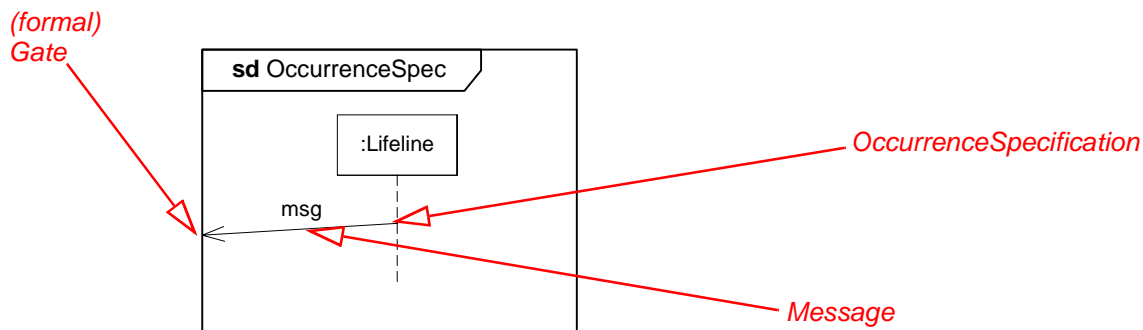 (formal)
Gate
sd OccurrenceSpec
:Lifeline
OccurrenceSpecification
msg
Message